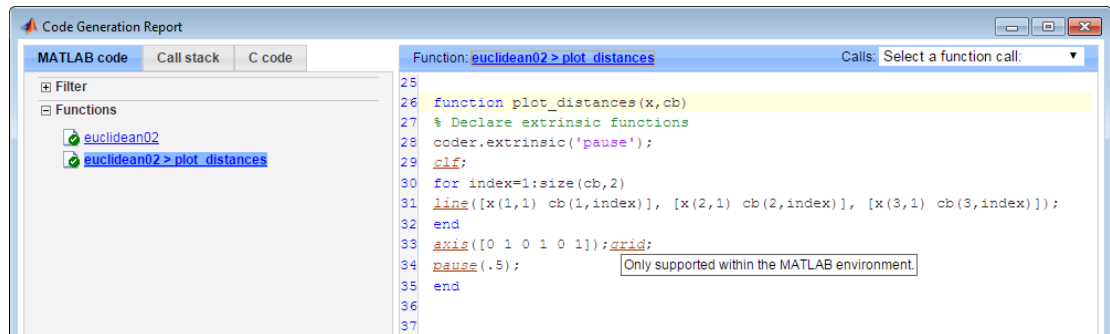 Code Generation Report
MATLAB code Call stack C code
Function: euclidean02 > plot_distances Calls: Select a function call:
Filter
Functions
euclidean02
euclidean02 > plot_distances
25
26 function plot_distances(x,cb)
27 % Declare extrinsic functions
28 coder.extrinsic('pause');
29 clf;
30 for index=1:size(cb,2)
31 line([x(1,1) cb(1,index)], [x(2,1) cb(2,index)], [x(3,1) cb(3,index)]);
32 end
33 axis([0 1 0 1 0 1]);grid;
34 pause(.5);
Only supported within the MATLAB environment.
35 end
36
37